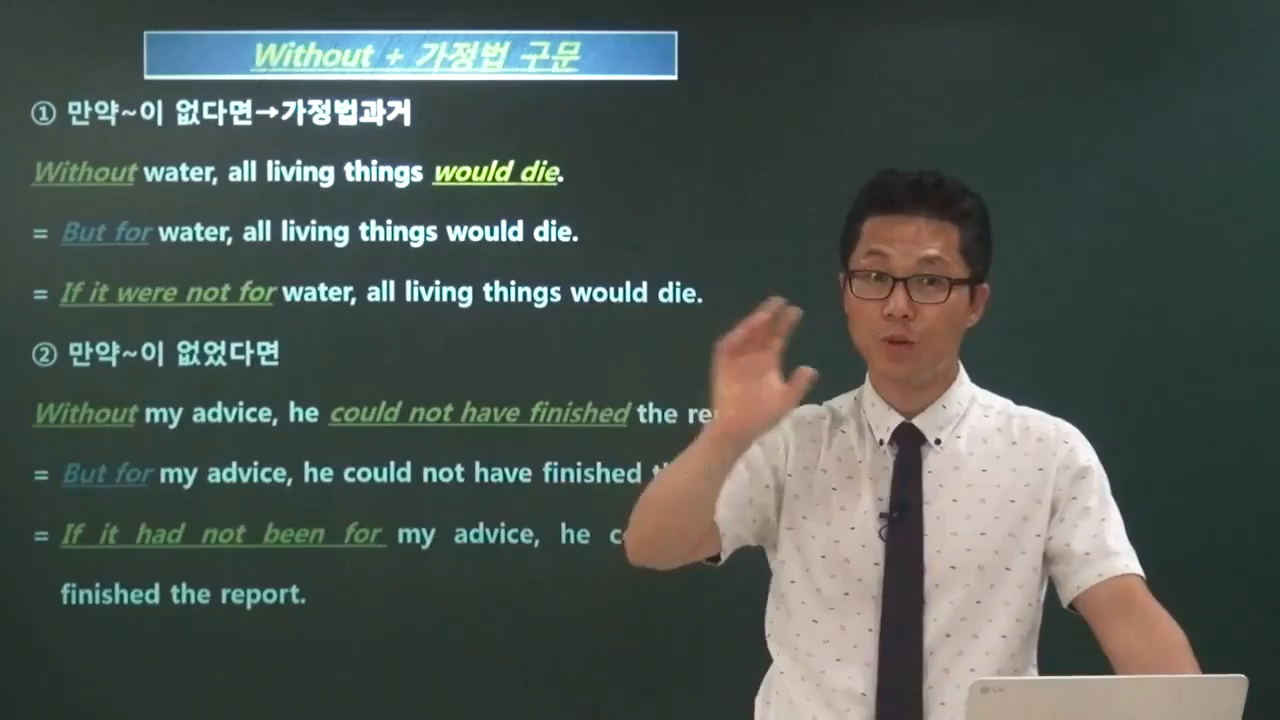 Without + 가정법 구문
① 만약~이 없다면→가정법과거
Without water, all living things would die.
= But for water, all living things would die.
= If it were not for water, all living things would die.
② 만약~이 없었다면
Without my advice, he could not have finished the
= But for my advice, he could not have finished
= If it had not been for my advice, he
finished the report.